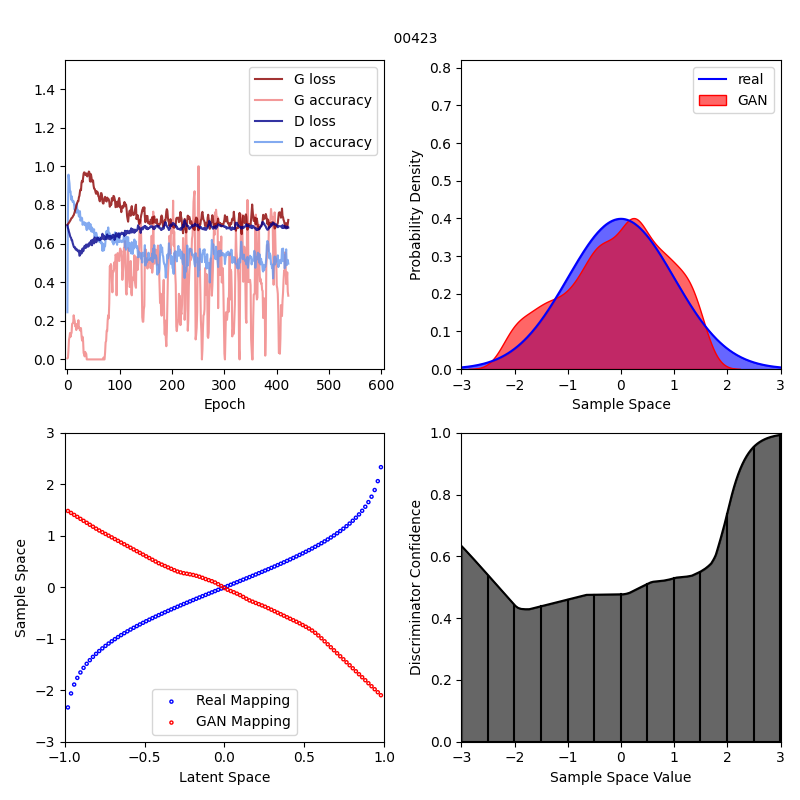 00423
G loss
G accuracy
D loss
D accuracy
1.4
1.2
1.0
0.8
0.6
0.4
0.2
0.0
0 100 200 300 400 500 600
Epoch
real
GAN
Probability Density
0.8
0.7
0.6
0.5
0.4
0.3
0.2
0.1
0.0
−3 −2 −1 0 1 2 3
Sample Space
Sample Space
3
2
1
0
−1
−2
−3
Real Mapping
GAN Mapping
−1.0 −0.5 0.0 0.5 1.0
Latent Space
Discriminator Confidence
1.0
0.8
0.6
0.4
0.2
0.0
−3 −2 −1 0 1 2 3
Sample Space Value